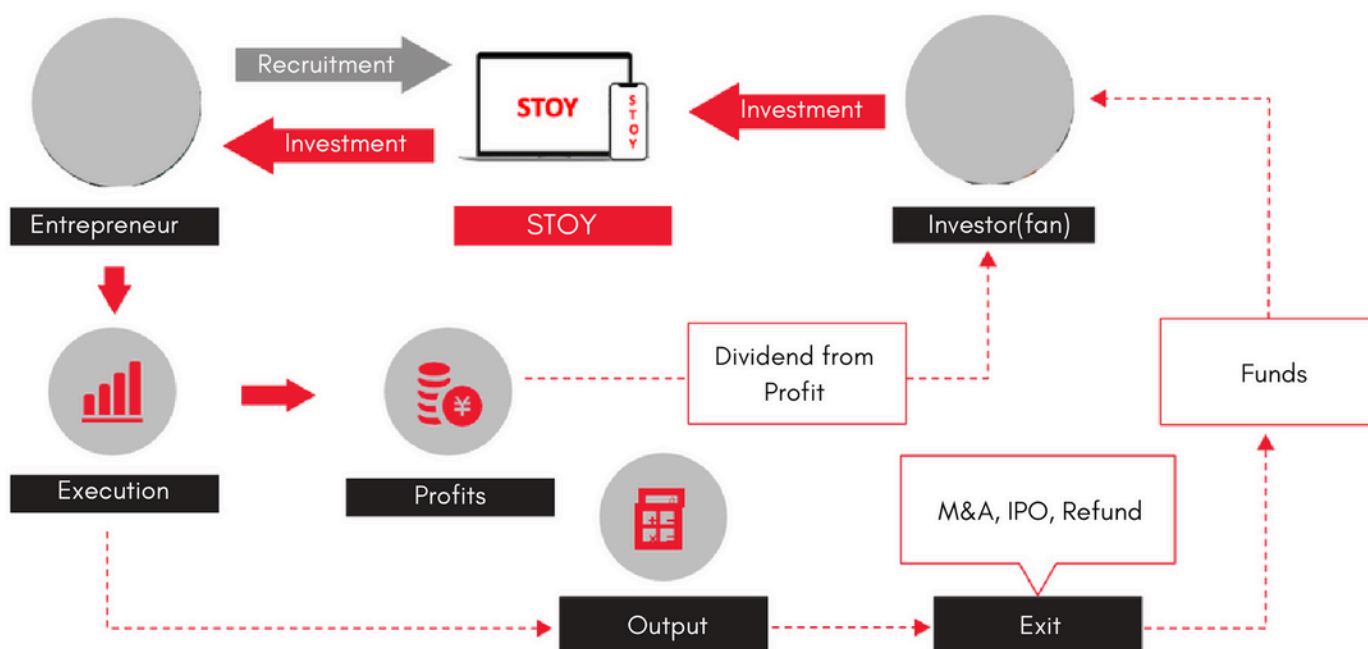 Recruitment
Investment
STOY
S
T
O
Y
Investment
Entrepreneur
STOY
Investor(fan)
Dividend from
Profit
Funds
¥
Execution
Profits
M&A, IPO, Refund
Output
Exit